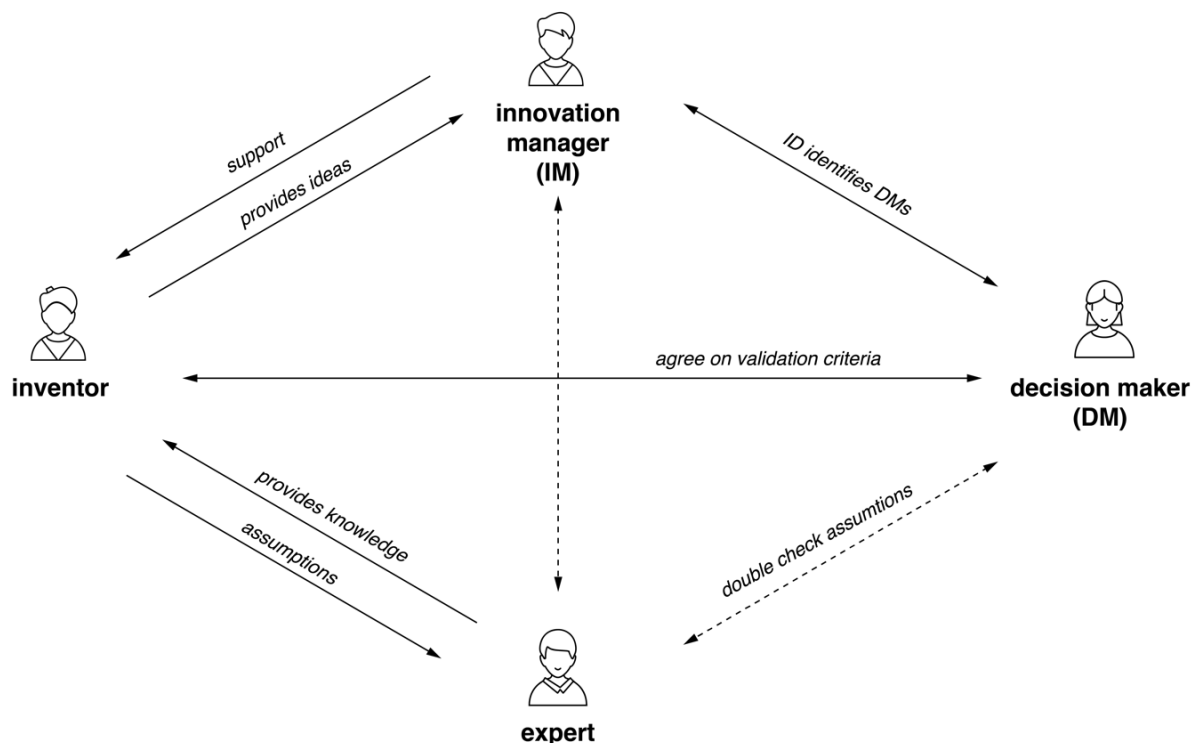 innovation
manager
(IM)
support
provides ideas
ID identifies DMs
inventor
agree on validation criteria
decision maker
(DM)
provides knowledge
assumptions
double check assumtions
expert